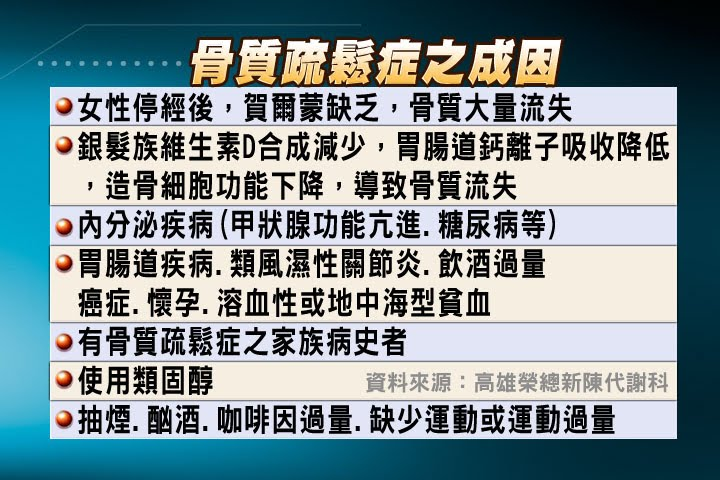 骨質疏鬆症之成因
女性停經後，賀爾蒙缺乏，骨質大量流失
銀髮族維生素D合成減少，胃腸道鈣離子吸收降低
，造骨細胞功能下降，導致骨質流失
內分泌疾病(甲狀腺功能亢進.糖尿病等)
胃腸道疾病.類風濕性關節炎.飲酒過量
癌症.懷孕.溶血性或地中海型貧血
有骨質疏鬆症之家族病史者
使用類固醇
資料來源：高雄榮總新陳代謝科
抽煙.酗酒.咖啡因過量.缺少運動或運動過量